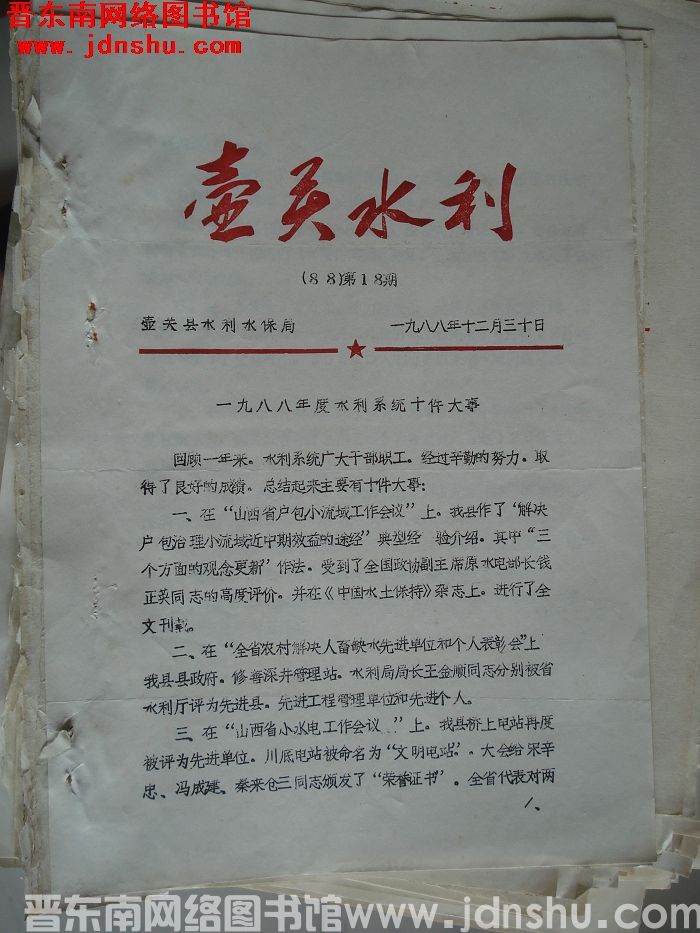 晋东南网络图书馆
www.jdnshu.com
壶关水利
(88)第18期
壶关县水利水保局 一九八八年十二月三十日
一九八八年度水利系统十件大事
回顾一年来。水利系统广大干部职工。经过辛勤的努力。取
得了良好的成绩。总结起来主要有十件大事：
一、在“山西省户包小流域工作会议”上。我县作了“解决
户包治理小流域近中期效益的途经”典型经 验介绍。其中“三
个方面的观念更新”作法。受到了全国政协副主席原水电部长钱
正英同志的高度评价。并在《中国水土保持》杂志上。进行了全
文刊载。
二、在“全省农村解决人畜缺水先进单位和个人表彰会”上
我县县政府。修善深井管理站。水利局局长王金顺同志分别被省
水利厅评为先进县。先进工程管理单位和先进个人。
三、在“山西省小水电工作会议”上。我县桥上电站再度
被评为先进单位。川底电站被命名为“文明电站”。大会给宋辛
忠、冯成建、秦来仓三同志颁发了“荣誉证书”。全省代表对两
1、
晋东南网络图书馆 www.jdnshu.com